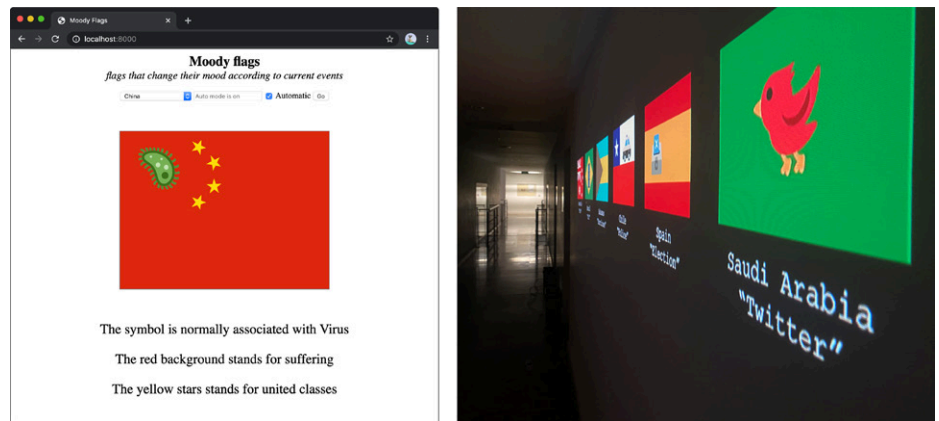 Moody Flags
localhost:8000
Moody flags
flags that change their mood according to current events
China
Auto mode is on
Automatic
Go
The symbol is normally associated with Virus
The red background stands for suffering
The yellow stars stands for united classes
Chile
Spain
"Election"
Saudi Arabia
"Twitter"